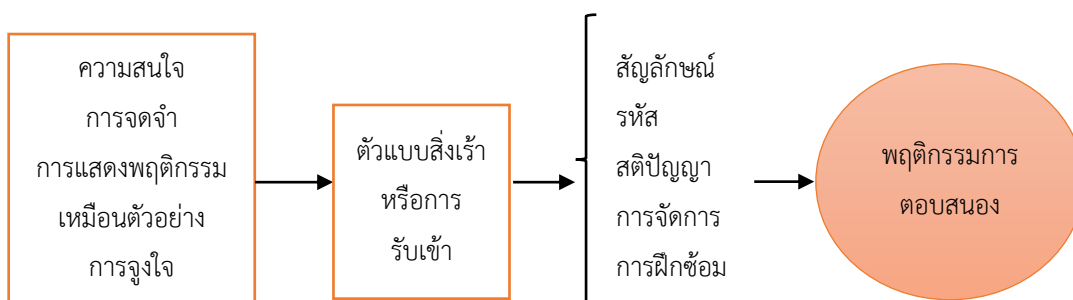 ความสนใจ
การจดจำ
การแสดงพฤติกรรม
เหมือนตัวอย่าง
การจูงใจ
ตัวแบบสิ่งเร้า
หรือการ
รับเข้า
สัญลักษณ์
รหัส
สติปัญญา
การจัดการ
การฝึกซ้อม
พฤติกรรมการ
ตอบสนอง